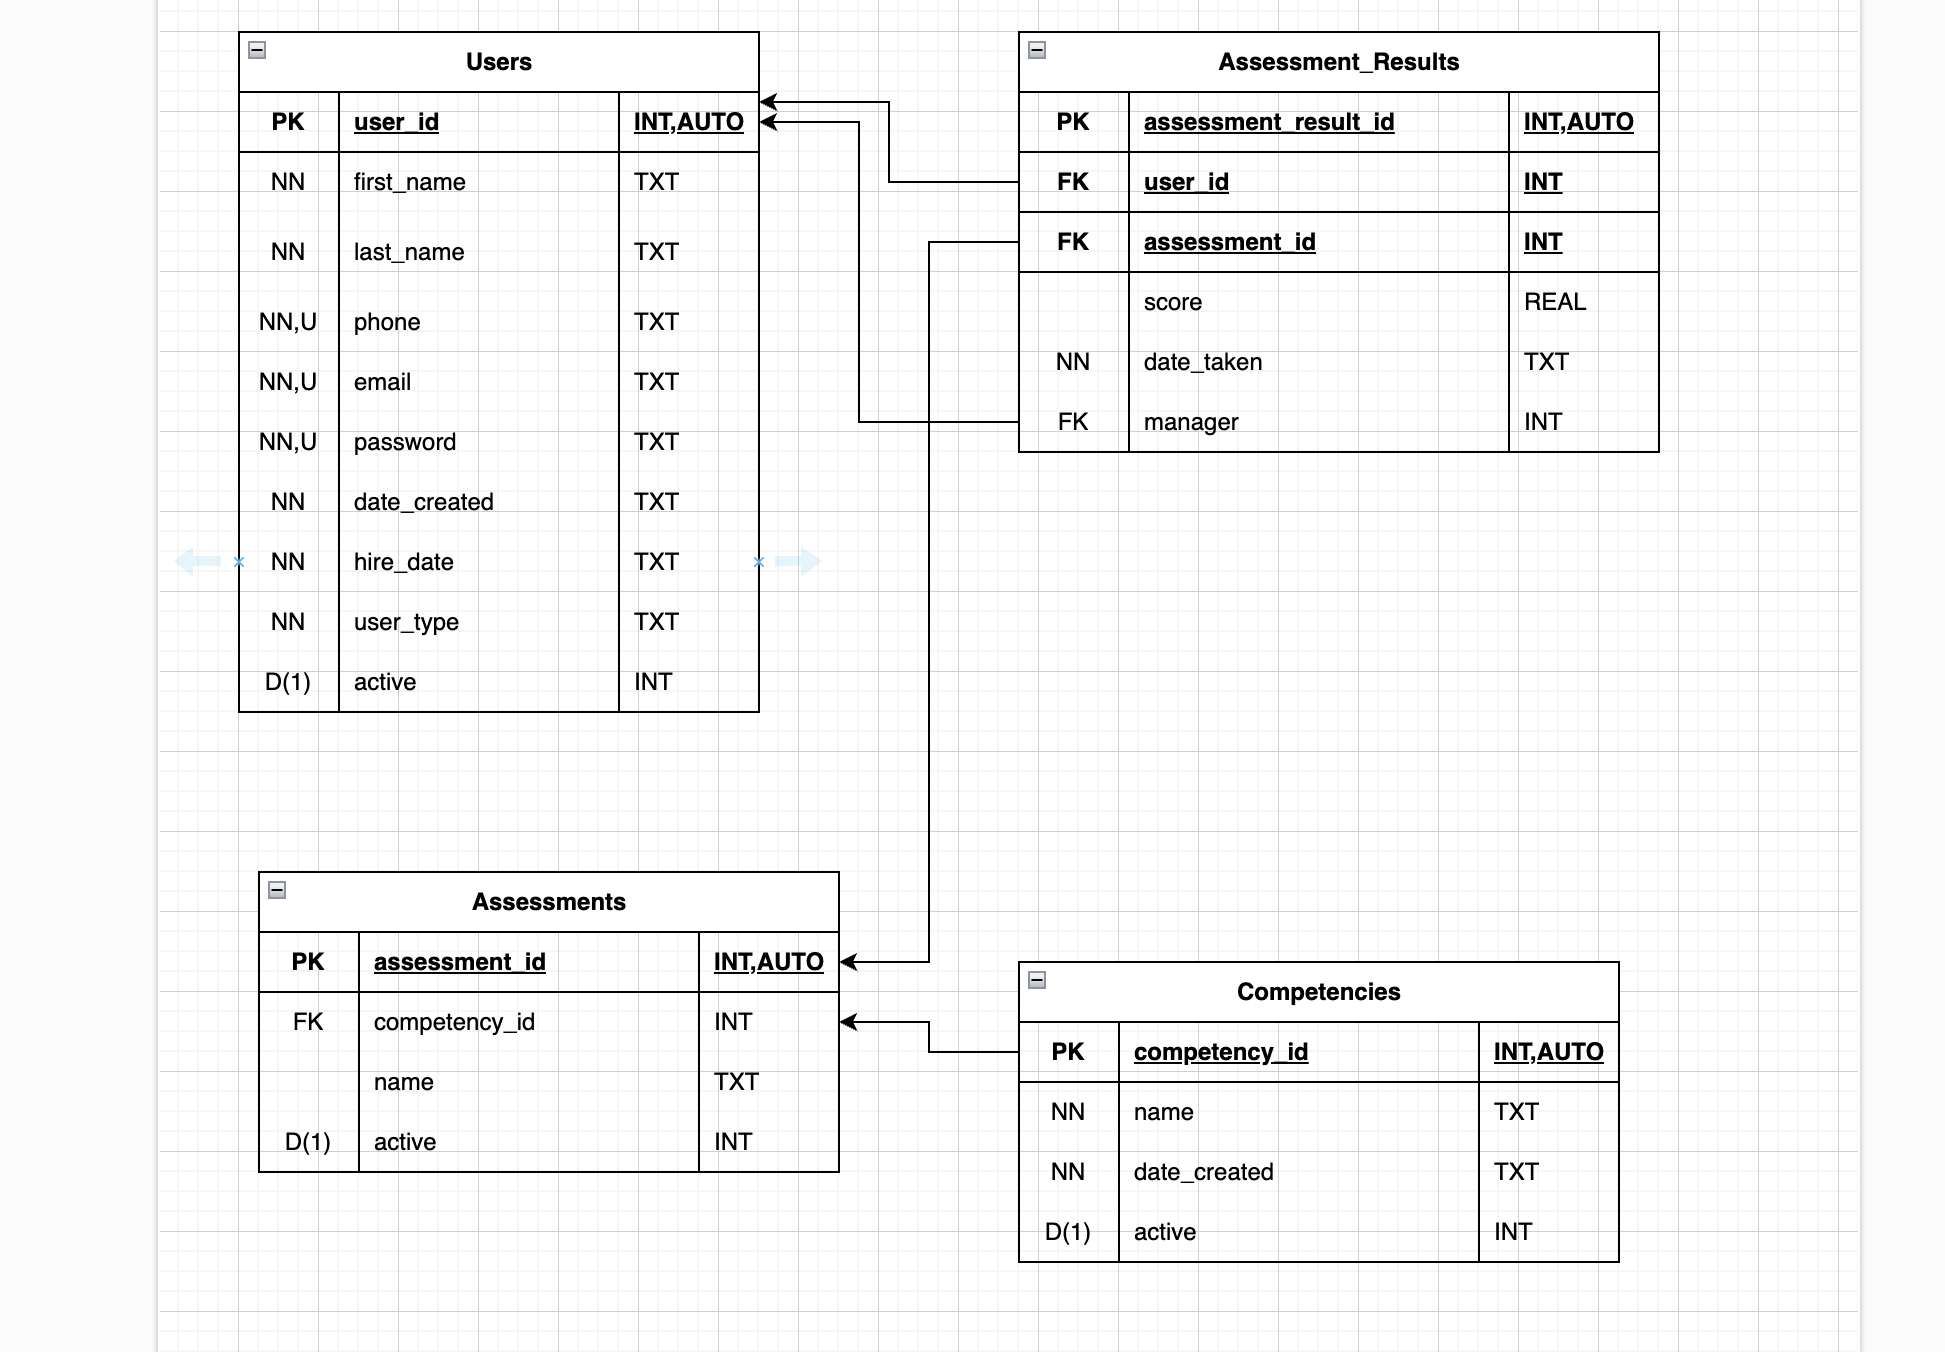 Users
PK user_id INT,AUTO
NN first_name TXT
NN last_name TXT
NN,U phone TXT
NN,U email TXT
NN,U password TXT
NN date_created TXT
NN hire_date TXT
NN user_type TXT
D(1) active INT
Assessment_Results
PK assessment_result_id INT,AUTO
FK user_id INT
FK assessment_id INT
score REAL
NN date_taken TXT
FK manager INT
Assessments
PK assessment_id INT,AUTO
FK competency_id INT
name TXT
D(1) active INT
Competencies
PK competency_id INT,AUTO
NN name TXT
NN date_created TXT
D(1) active INT